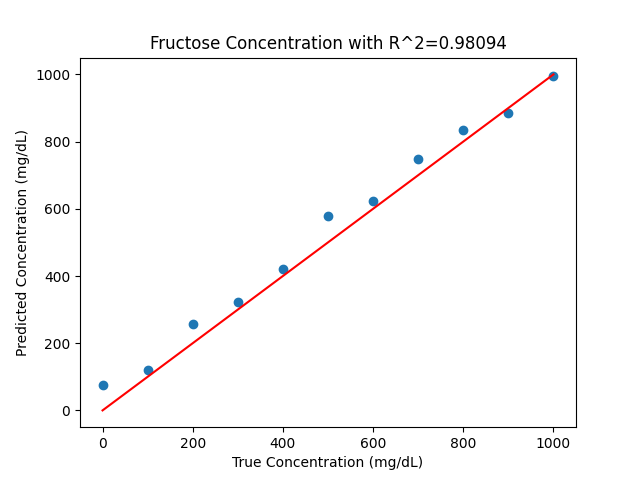 Fructose Concentration with R^2=0.98094
1000
800
600
400
200
0
Predicted Concentration (mg/dL)
0 200 400 600 800 1000
True Concentration (mg/dL)